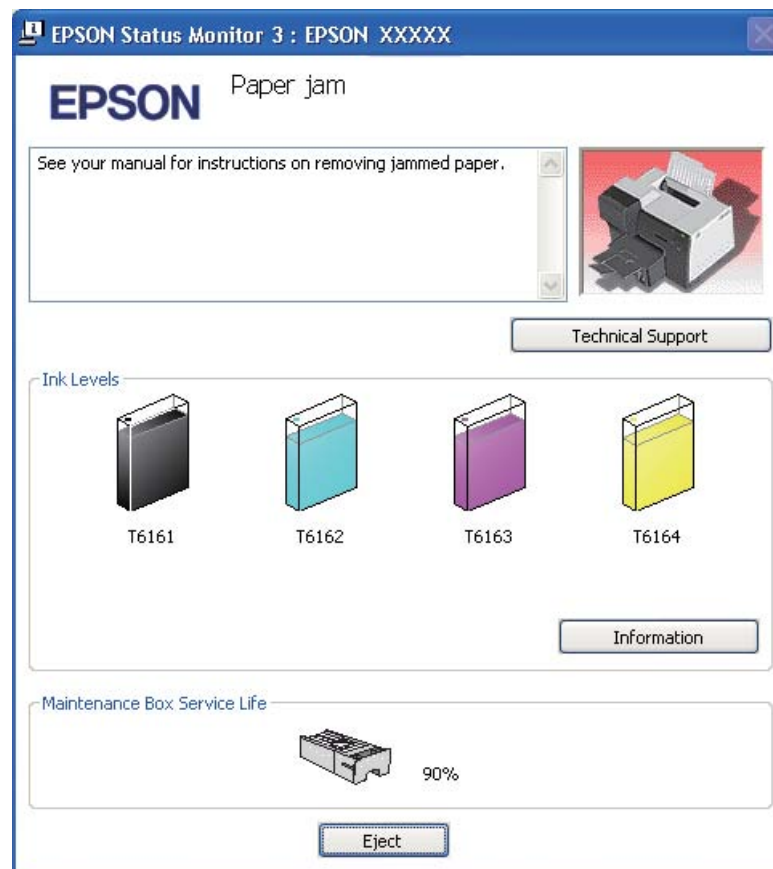 EPSON Status Monitor 3 : EPSON XXXXX
EPSON
Paper jam
See your manual for instructions on removing jammed paper.
Technical Support
Ink Levels
T6161 T6162 T6163 T6164
Information
Maintenance Box Service Life
90%
Eject